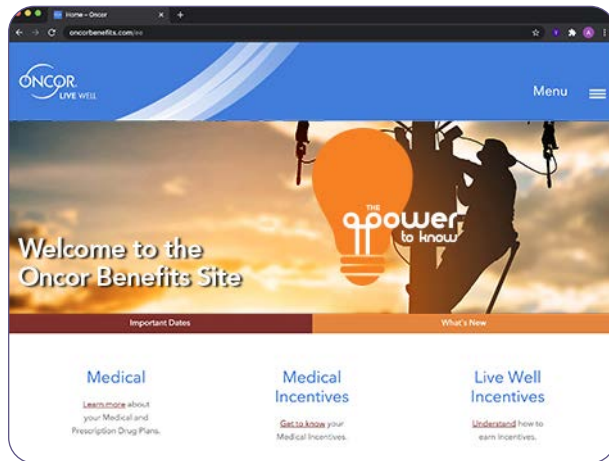 Home – Oncor
oncorbenefits.com/ee
A
ONCOR.
LIVE WELL
Menu
THE
power
to know
Welcome to the
Oncor Benefits Site
Important Dates
What's New
Medical
Learn more about
your Medical and
Prescription Drug Plans.
Medical
Incentives
Get to know your
Medical Incentives.
Live Well
Incentives
Understand how to
earn incentives.